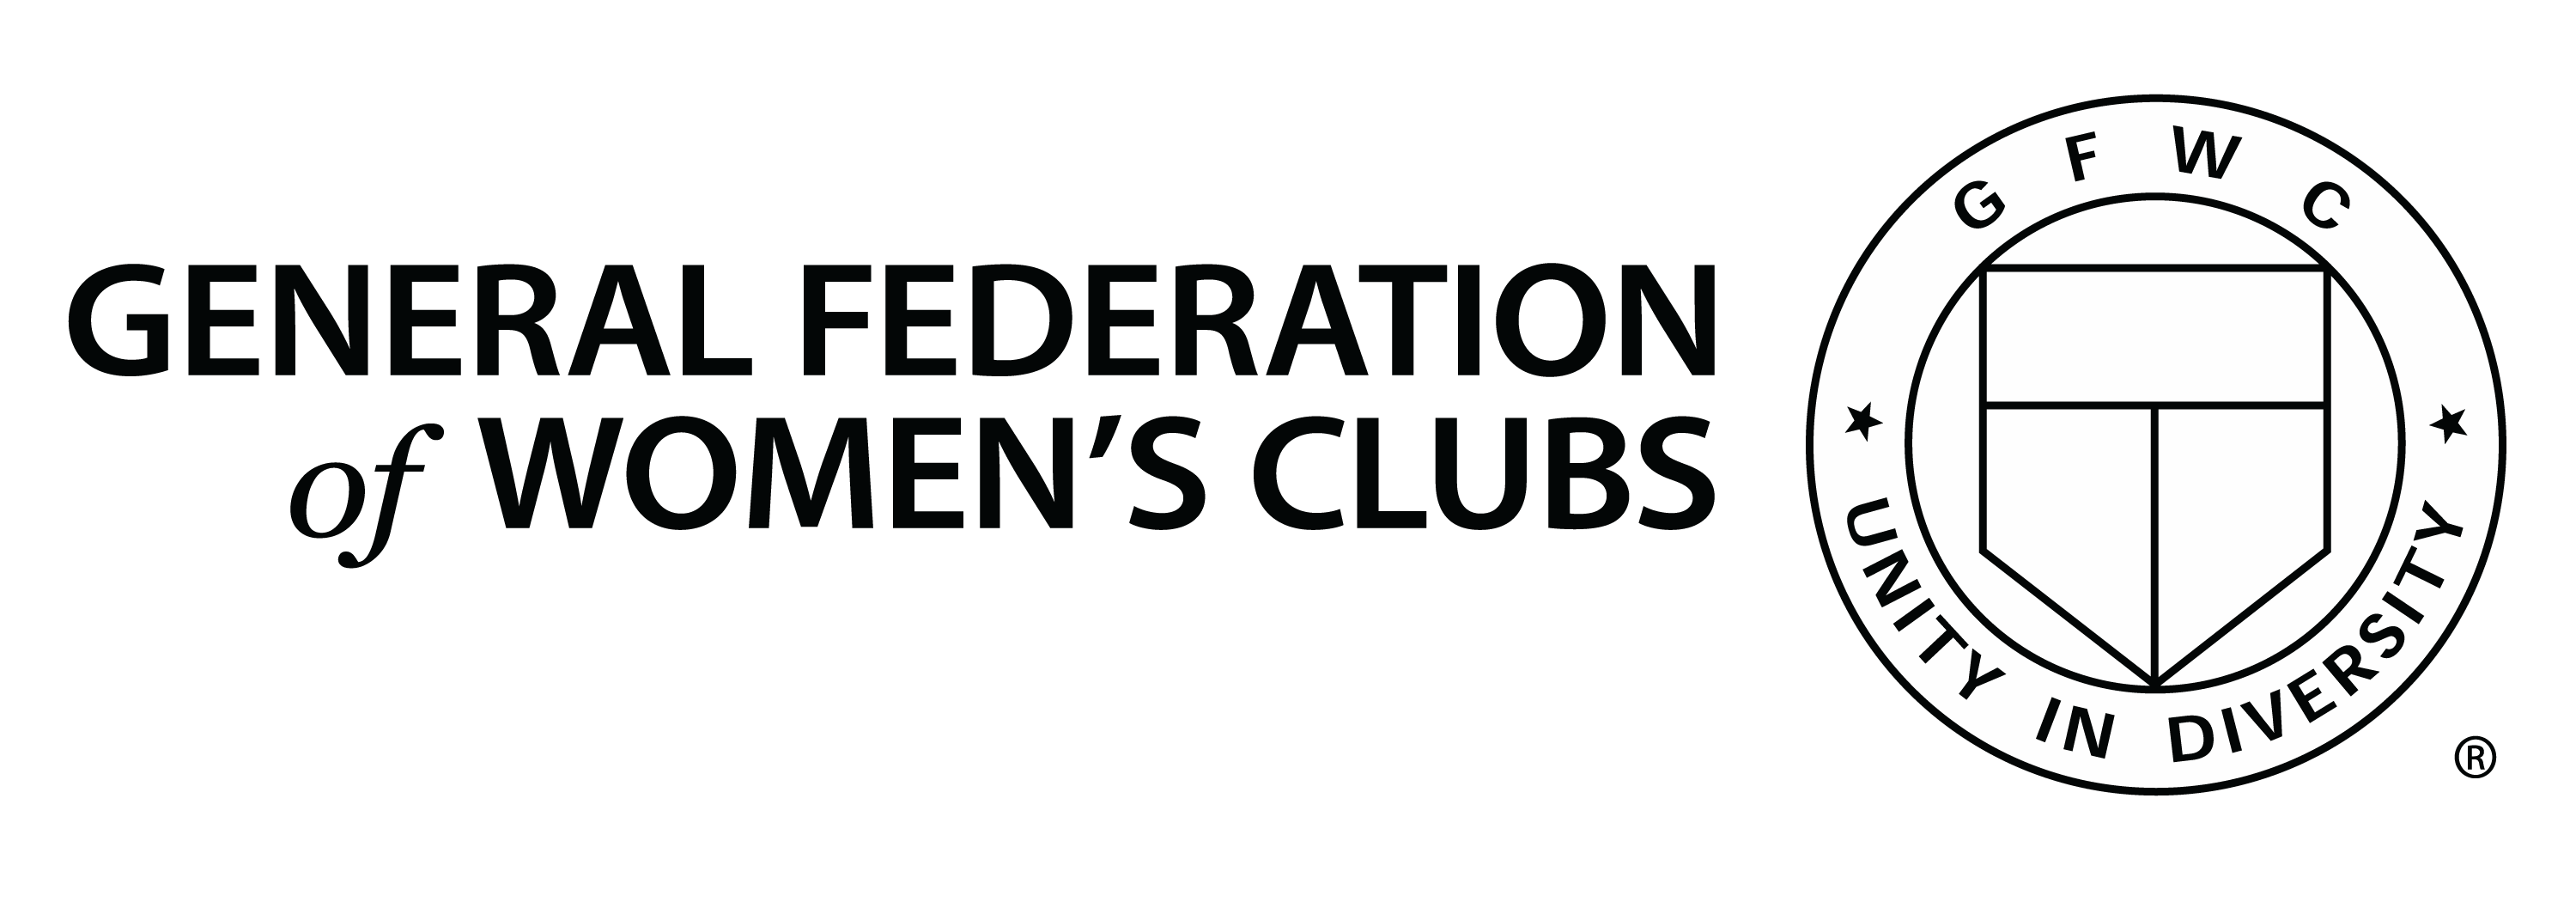 GENERAL FEDERATION
of WOMEN’S CLUBS
G F W C
★ UNITY IN DIVERSITY ★
®